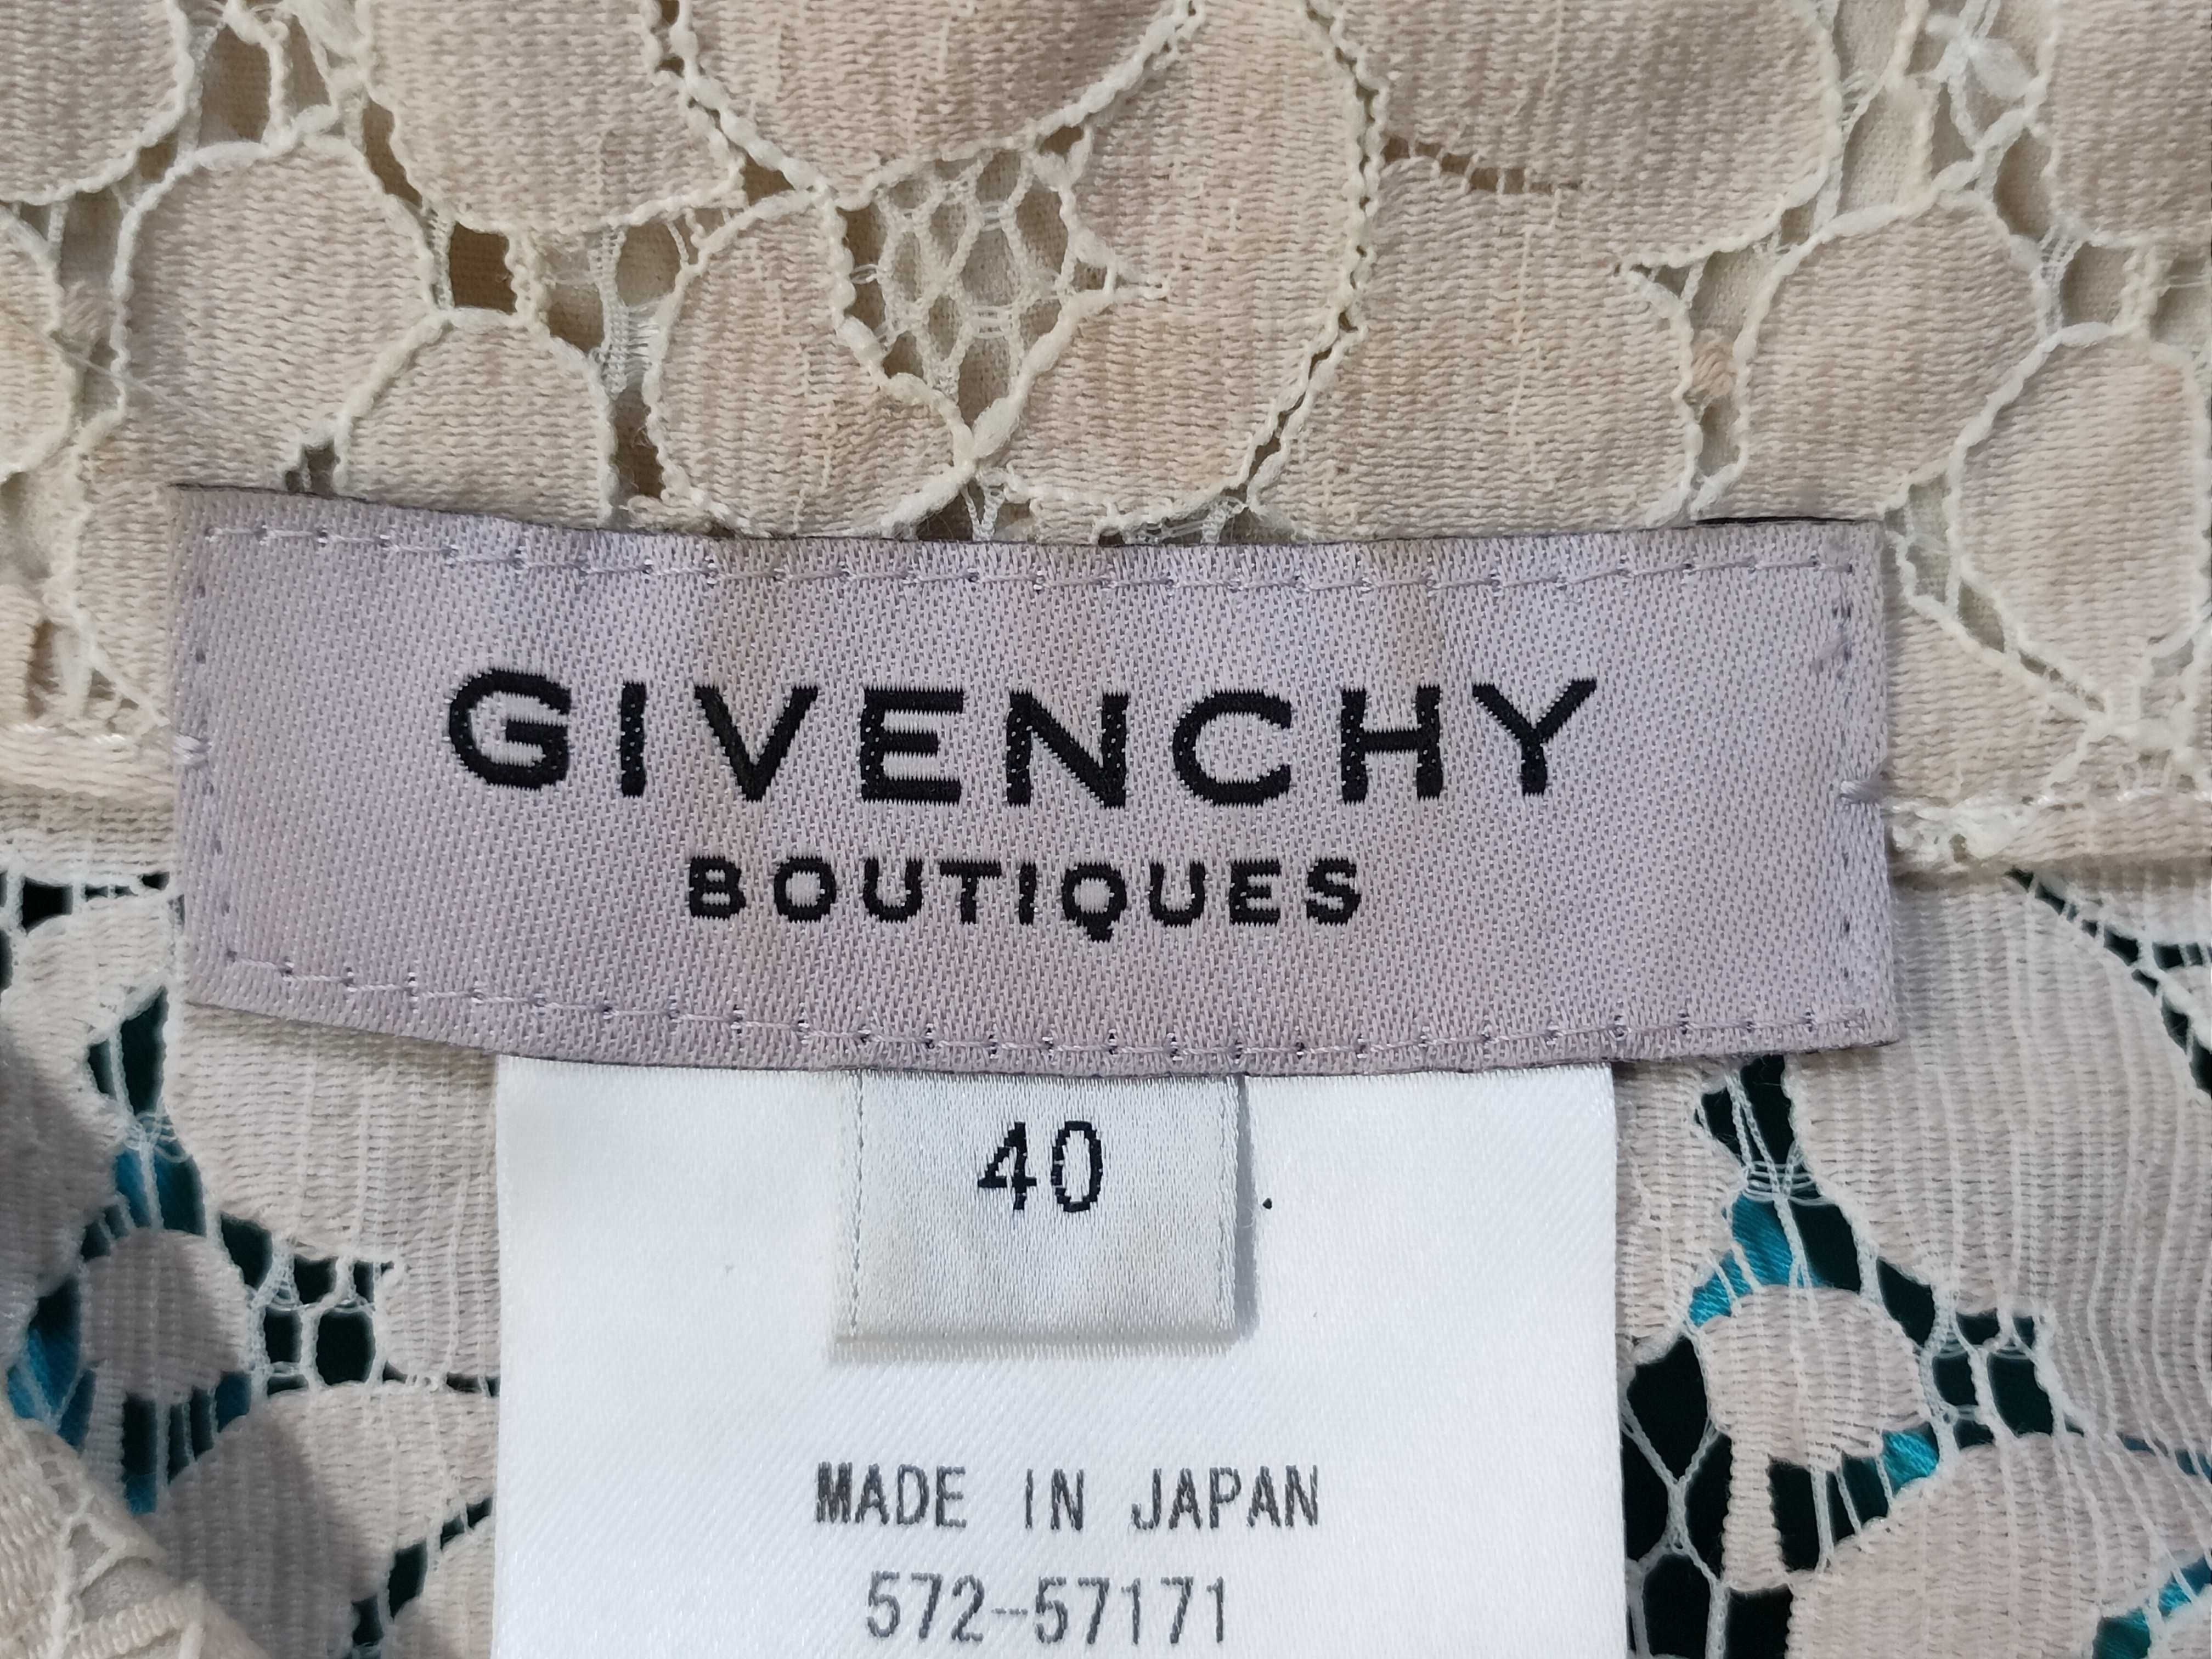 GIVENCHY
BOUTIQUES
40
MADE IN JAPAN
572-57171